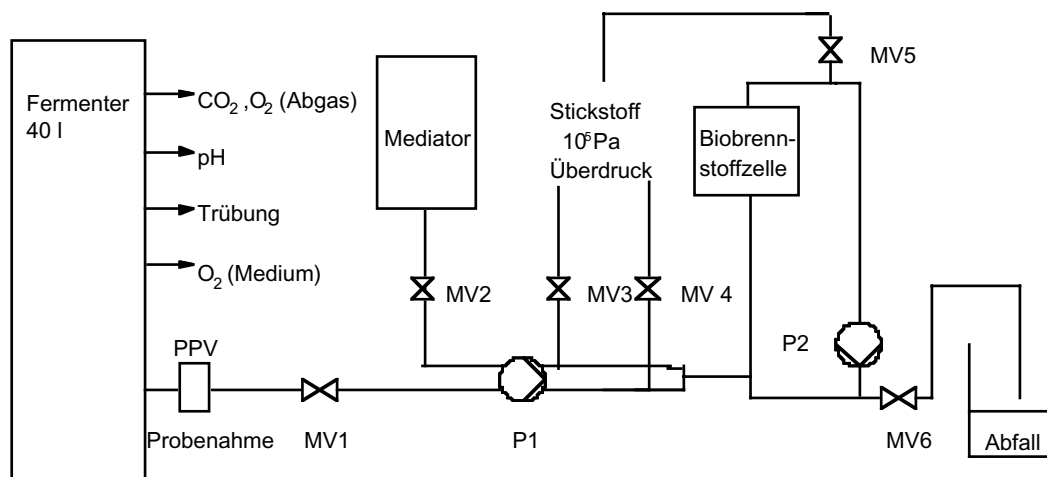 Fermenter
40 l
CO2 ,O2 (Abgas)
pH
Trübung
O2 (Medium)
PPV
Probenahme
MV1
Mediator
MV2
Stickstoff
10⁵Pa
Überdruck
MV3
MV 4
P1
Biobrenn-
stoffzelle
MV5
P2
MV6
Abfall